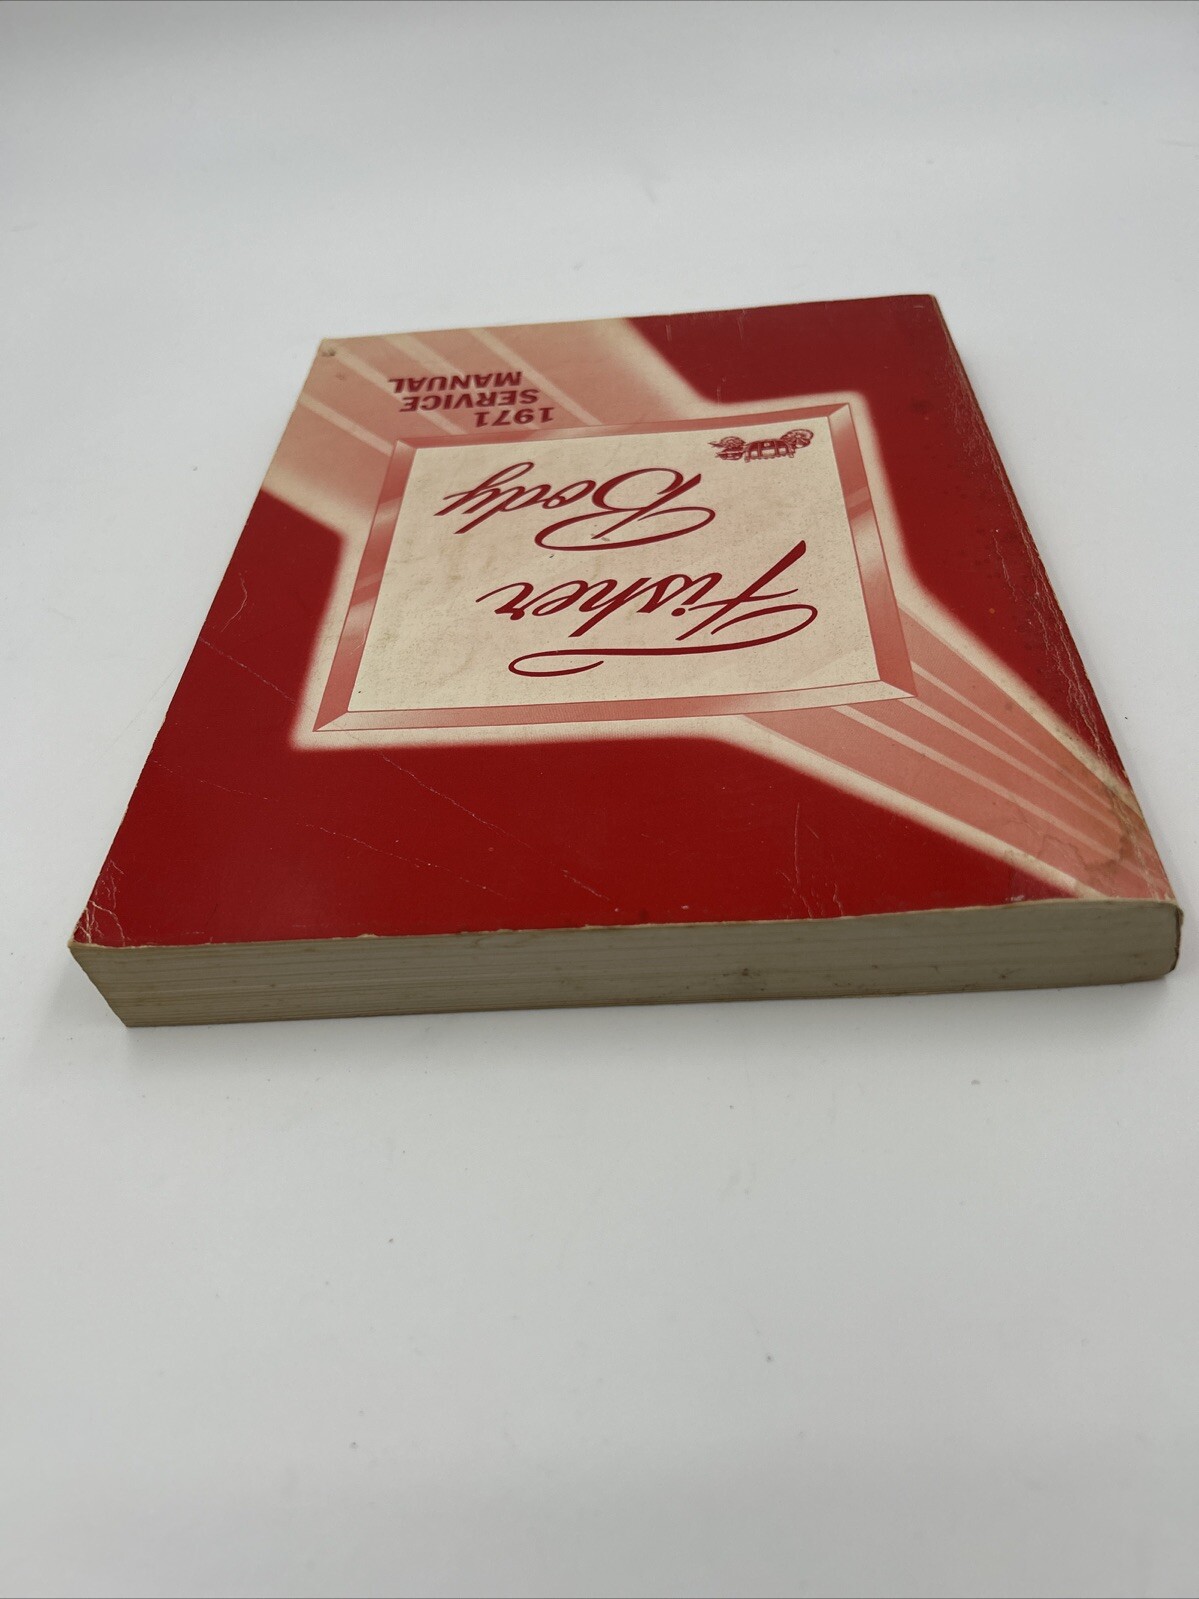 Fisher
Body
1971
SERVICE
MANUAL